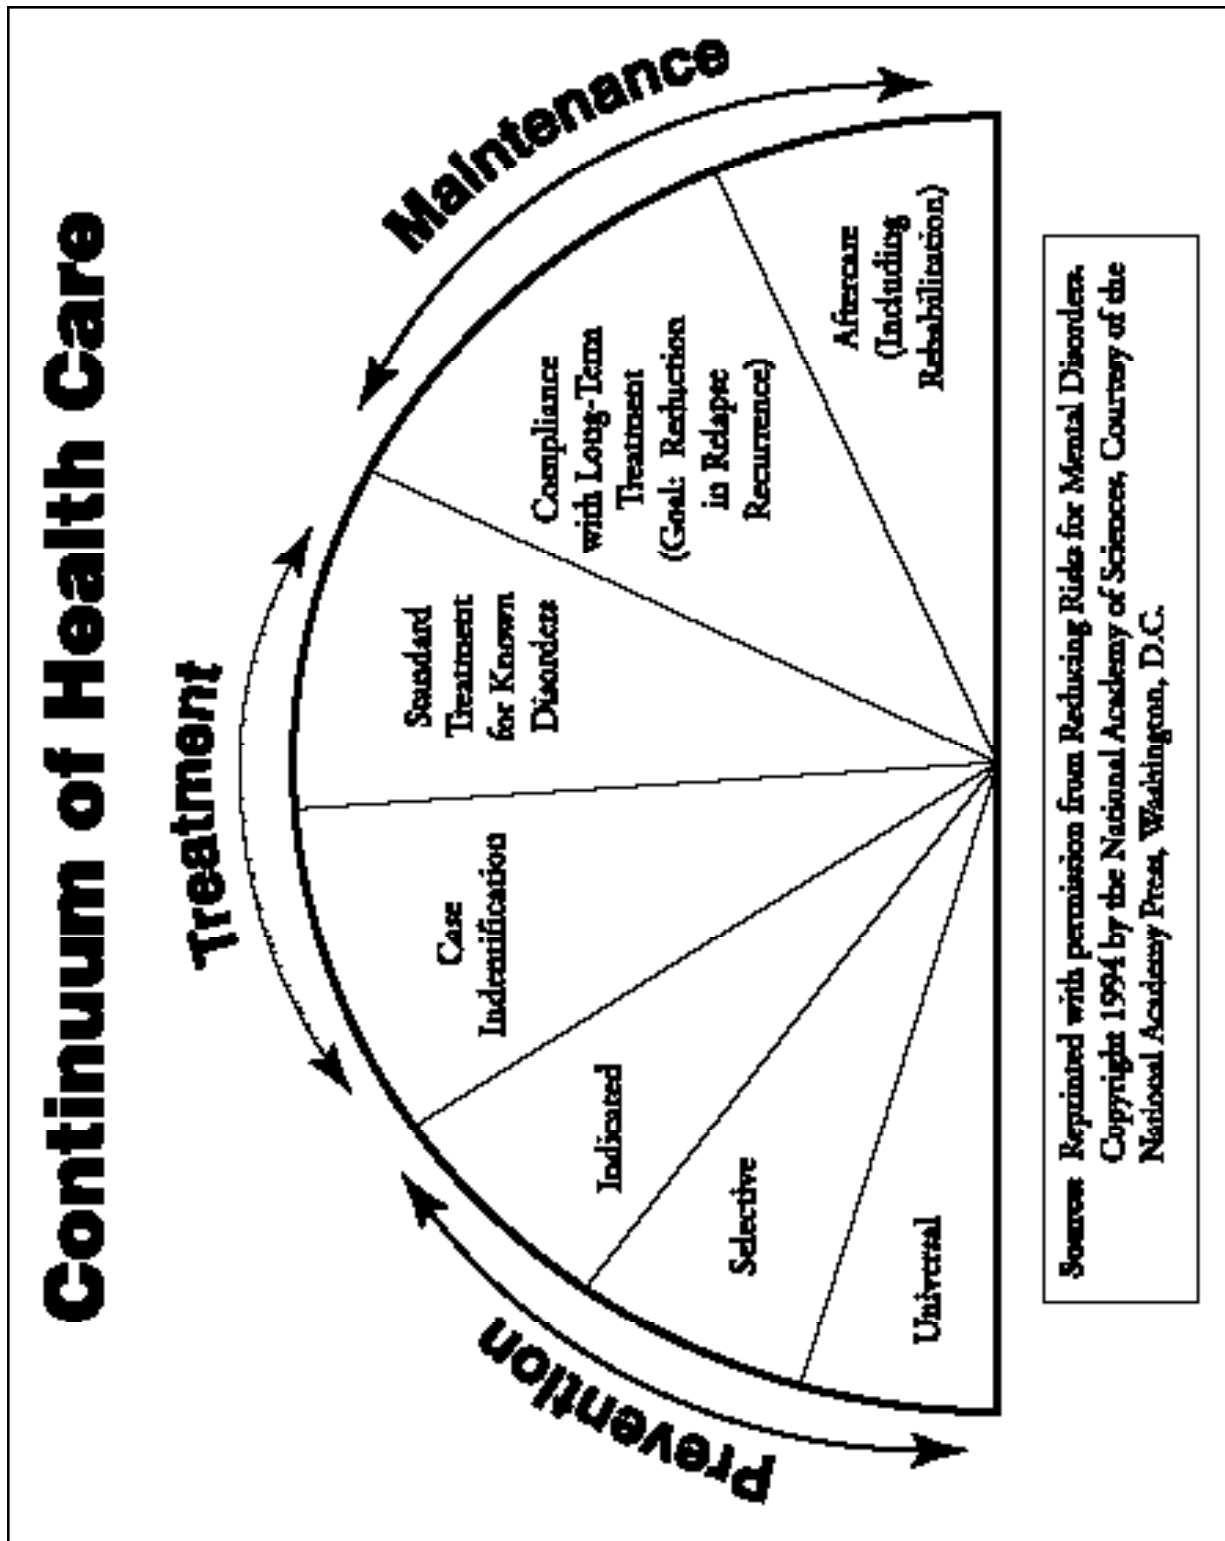 Continuum of Health Care
Prevention
Treatment
Maintenance
Universal
Selective
Indicated
Case
Indentification
Standard
Treatment
for Known
Disorders
Compliance
with Long-Term
Treatment
(Goal: Reduction
in Relapse
Recurrence)
Aftercare
(Including
Rehabilitation)
Source: Reprinted with permission from Reducing Risks for Mental Disorders.
Copyright 1994 by the National Academy of Sciences, Courtesy of the
National Academy Press, Washington, D.C.